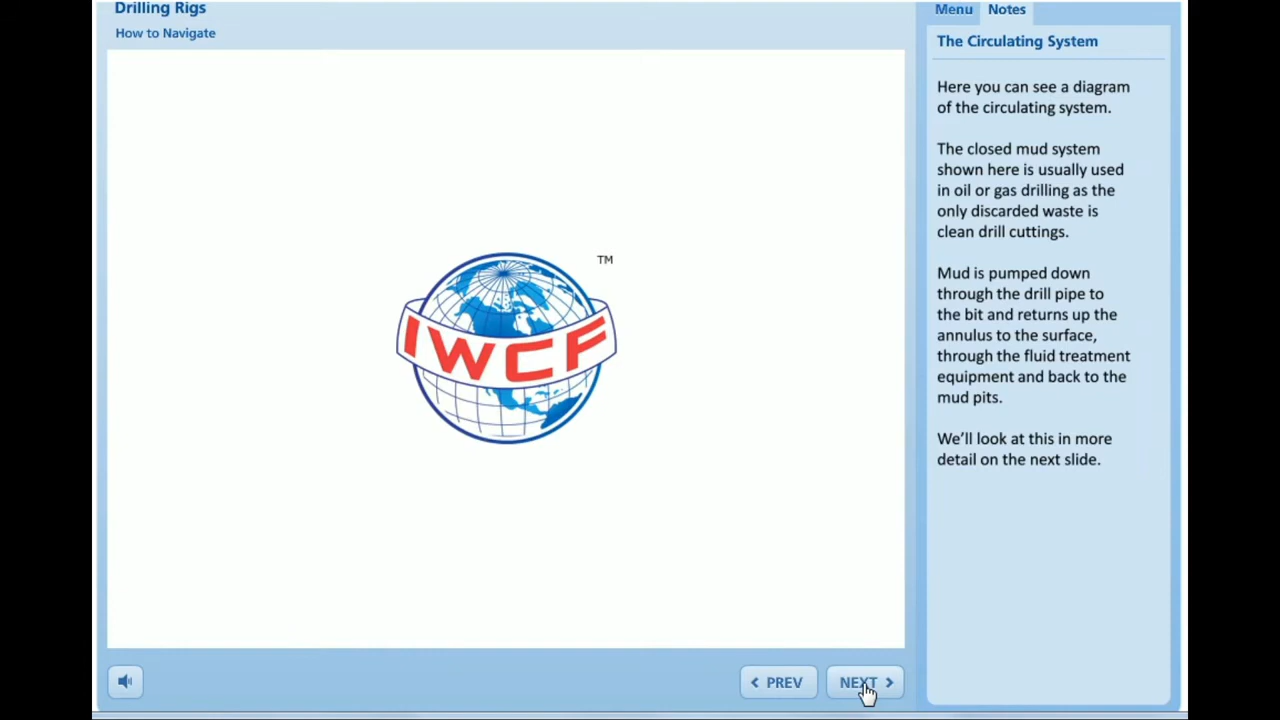 Drilling Rigs
How to Navigate
TM
IWCF
PREV
NEXT
Menu
Notes
The Circulating System
Here you can see a diagram
of the circulating system.
The closed mud system
shown here is usually used
in oil or gas drilling as the
only discarded waste is
clean drill cuttings.
Mud is pumped down
through the drill pipe to
the bit and returns up the
annulus to the surface,
through the fluid treatment
equipment and back to the
mud pits.
We’ll look at this in more
detail on the next slide.